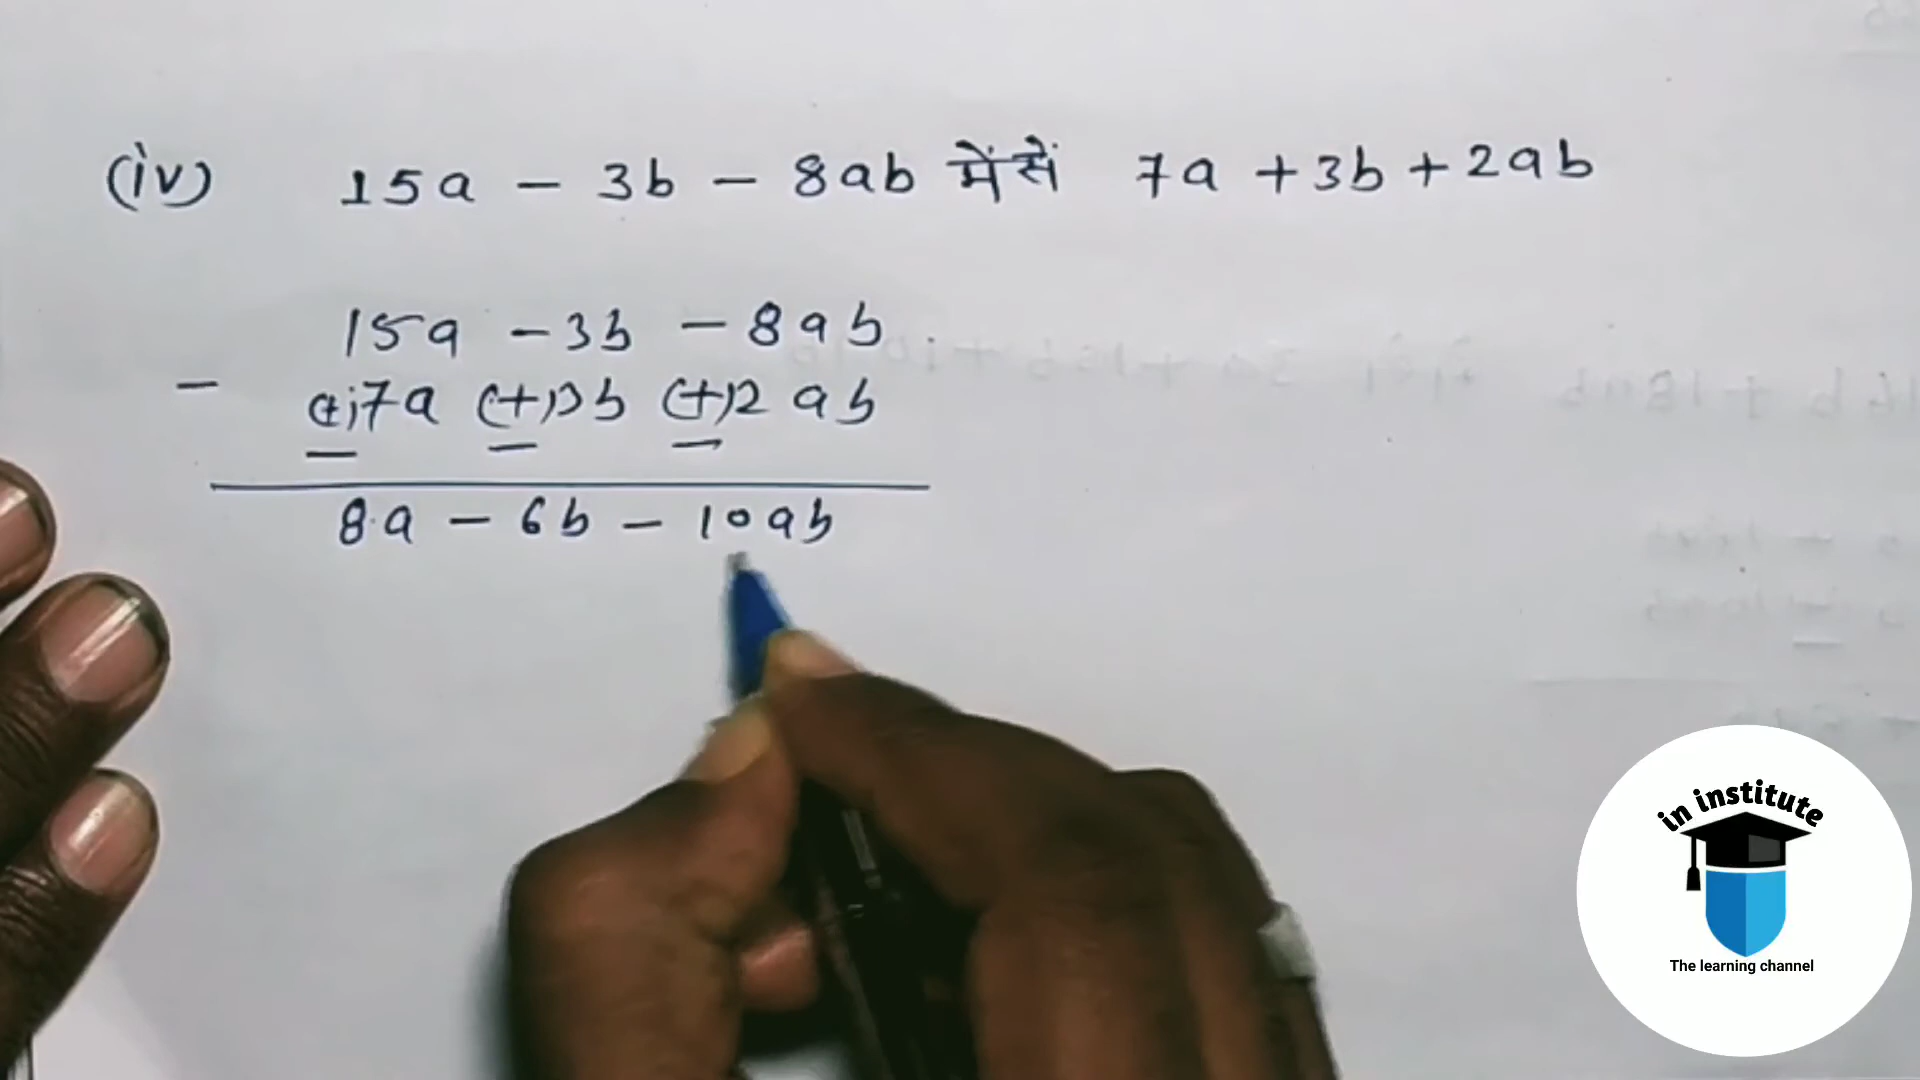 (iv) 15a - 3b - 8ab में से 7a + 3b + 2ab
15a - 3b - 8ab
- (+)7a (+)3b (+)2ab
— — —
8a - 6b - 10ab
in institute
The learning channel